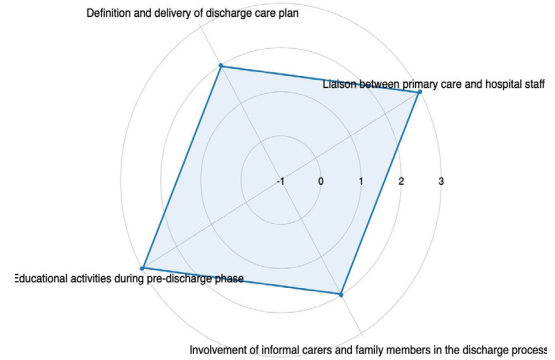 Definition and delivery of discharge care plan
Liaison between primary care and hospital staff
-1 0 1 2 3
Educational activities during pre-discharge phase
Involvement of informal carers and family members in the discharge process